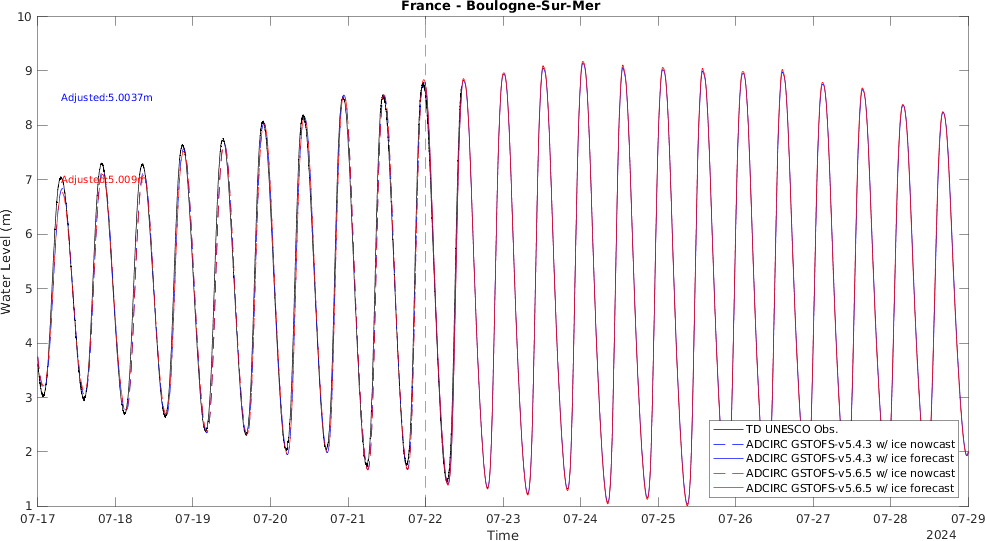 France - Boulogne-Sur-Mer
10
9
8
7
6
5
4
3
2
1
Water Level (m)
Adjusted:5.0037m
Adjusted:5.009m
TD UNESCO Obs.
ADCIRC GSTOFS-v5.4.3 w/ ice nowcast
ADCIRC GSTOFS-v5.4.3 w/ ice forecast
ADCIRC GSTOFS-v5.6.5 w/ ice nowcast
ADCIRC GSTOFS-v5.6.5 w/ ice forecast
07-17 07-18 07-19 07-20 07-21 07-22 07-23 07-24 07-25 07-26 07-27 07-28 07-29
Time
2024